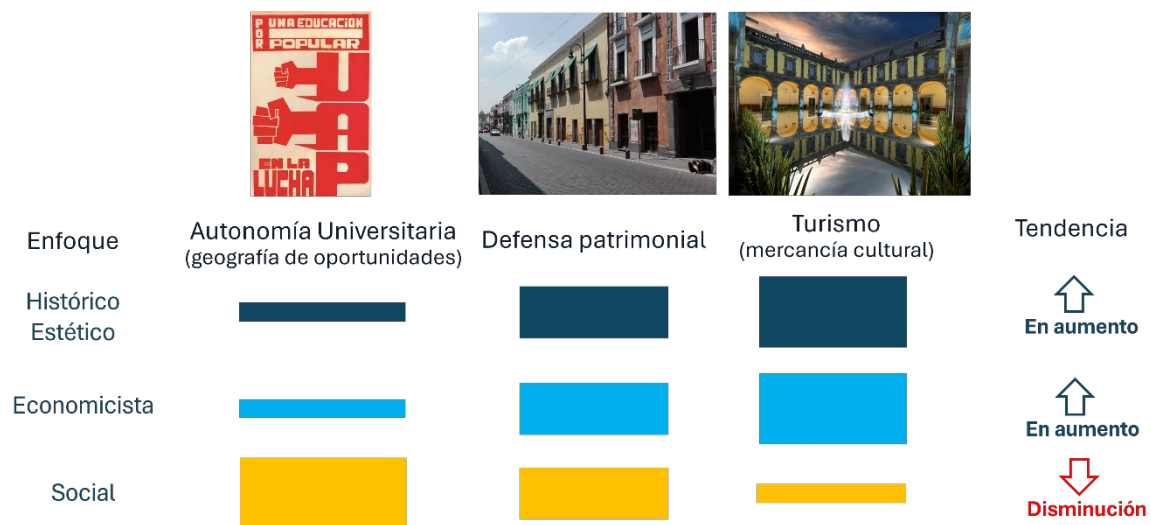 POR UNA EDUCACION
POPULAR
UAP
EN LA
LUCHA
Enfoque
Autonomía Universitaria
(geografía de oportunidades)
Defensa patrimonial
Turismo
(mercancía cultural)
Tendencia
Histórico
Estético
En aumento
Economicista
En aumento
Social
Disminución